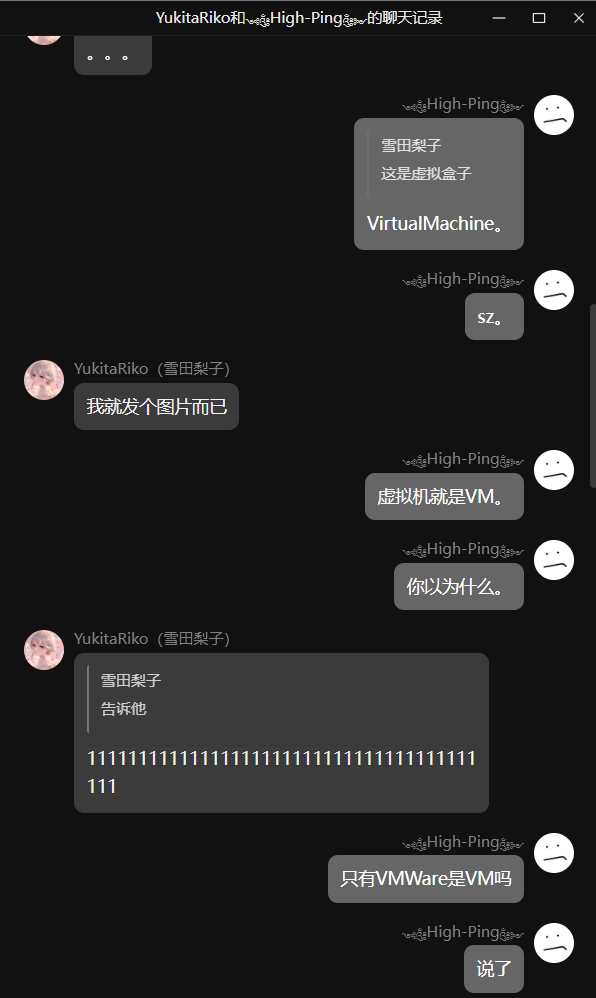 YukitaRiko和࿐High-Ping࿐的聊天记录
。。。
࿐High-Ping࿐
雪田梨子
这是虚拟盒子
VirtualMachine。
࿐High-Ping࿐
sz。
YukitaRiko（雪田梨子）
我就发个图片而已
࿐High-Ping࿐
虚拟机就是VM。
࿐High-Ping࿐
你以为什么。
YukitaRiko（雪田梨子）
雪田梨子
告诉他
11111111111111111111111111111111111111
111
࿐High-Ping࿐
只有VMWare是VM吗
࿐High-Ping࿐
说了